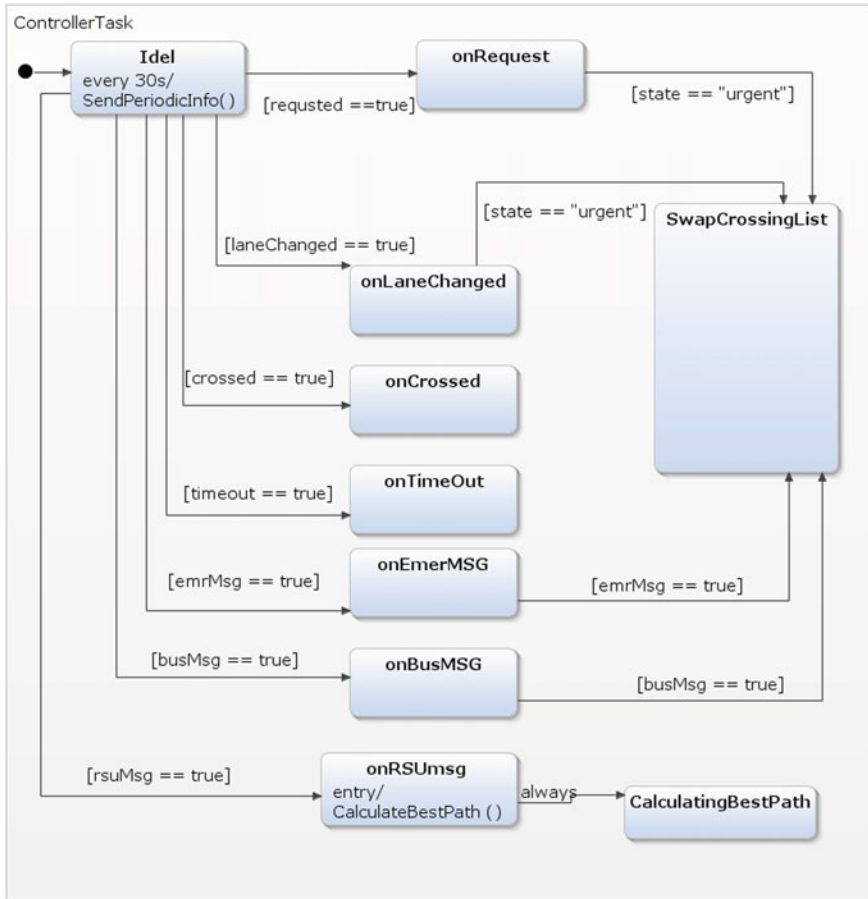 ControllerTask
Idel
every 30s/
SendPeriodicInfo()
onRequest
[requsted ==true]
[state == "urgent"]
[state == "urgent"]
SwapCrossingList
[laneChanged == true]
onLaneChanged
[crossed == true]
onCrossed
[timeout == true]
onTimeOut
[emrMsg == true]
onEmerMSG
[emrMsg == true]
[busMsg == true]
onBusMSG
[busMsg == true]
[rsuMsg == true]
onRSUmsg
entry/
CalculateBestPath ()
always
CalculatingBestPath